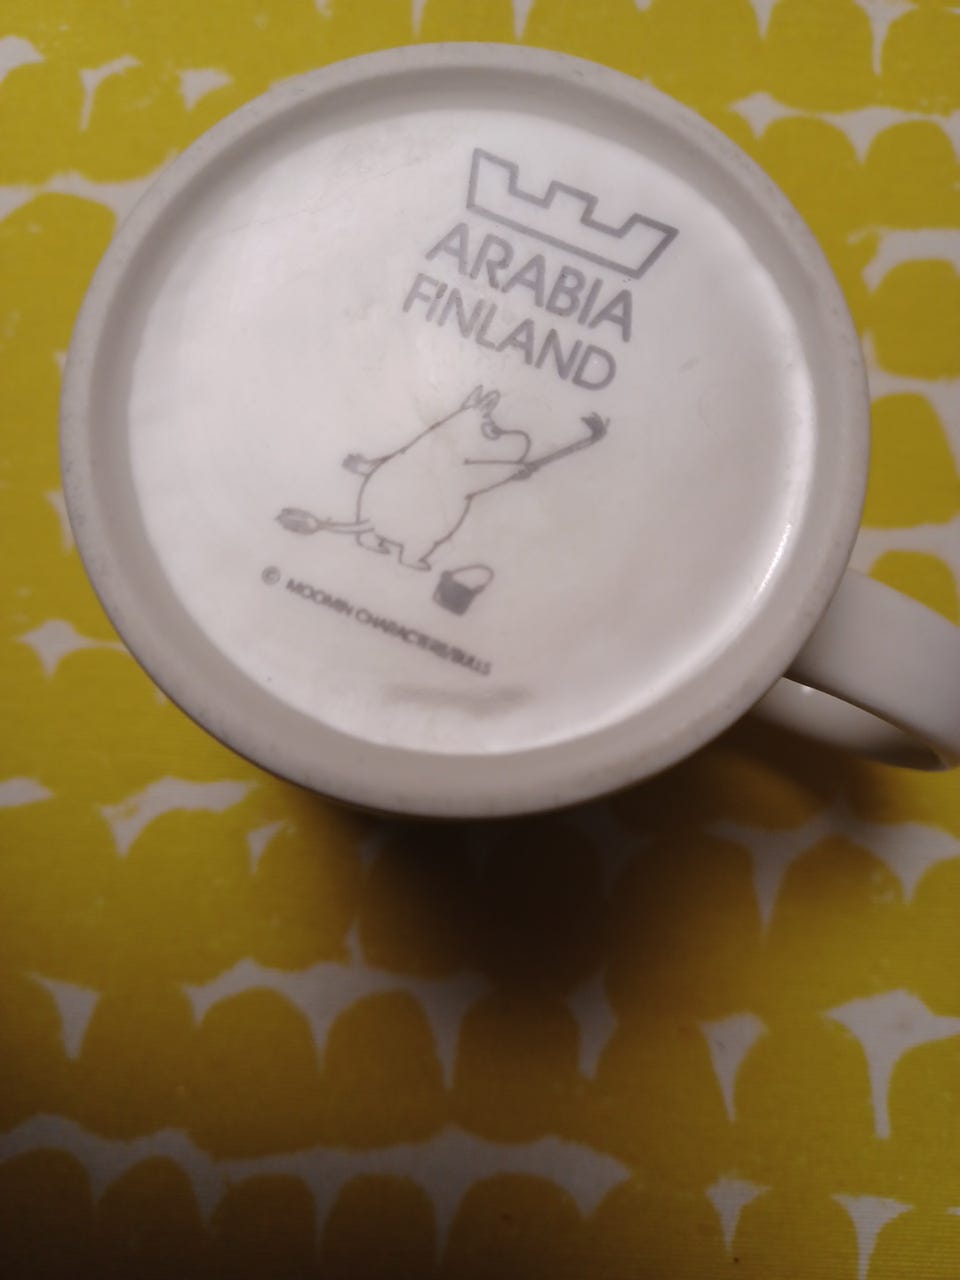 ARABIA
FINLAND
© MOOMIN CHARACTERS/BULLS